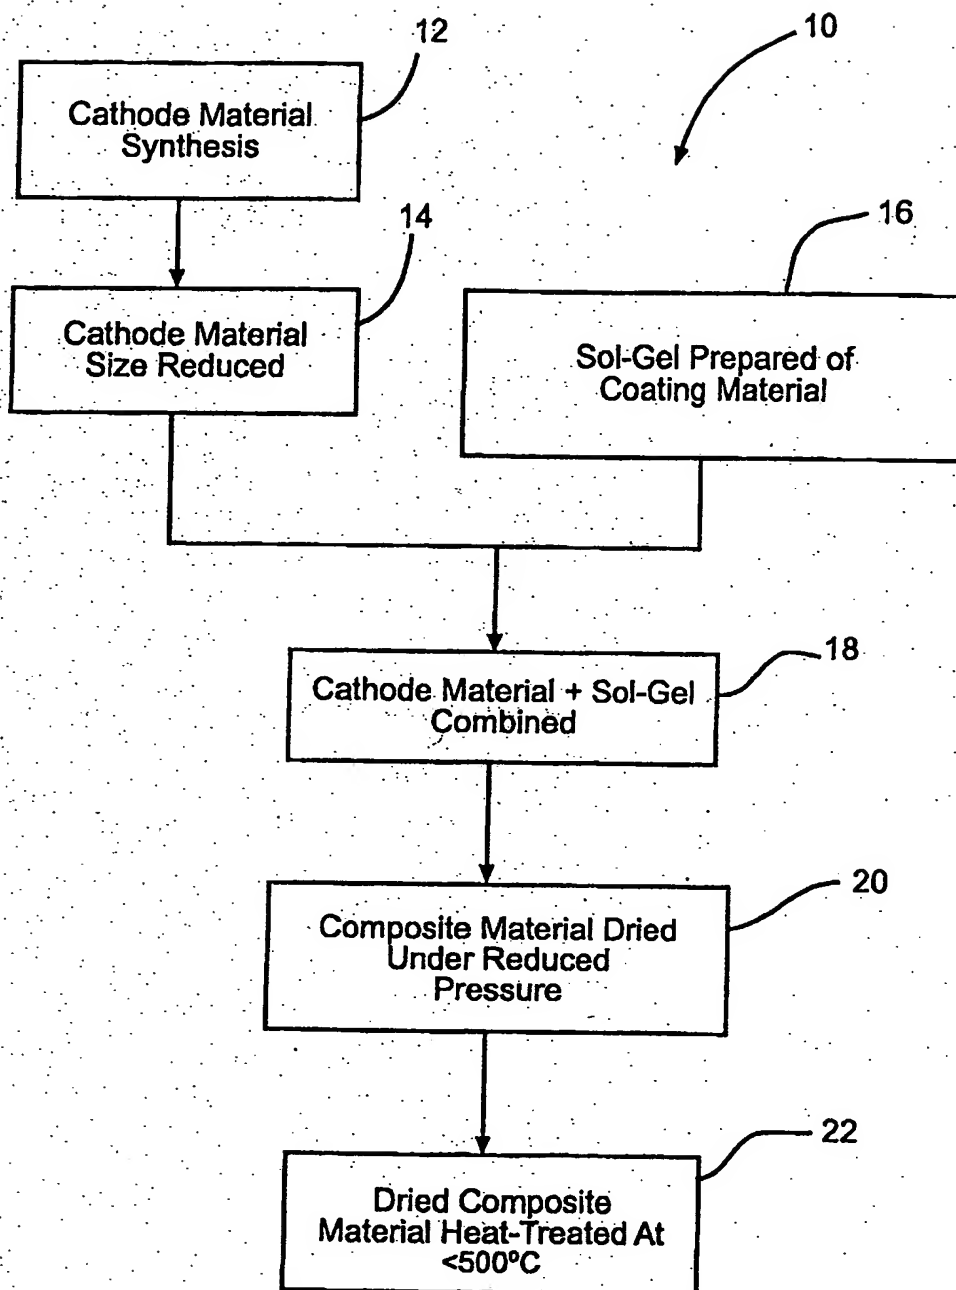 10
12
Cathode Material
Synthesis
14
Cathode Material
Size Reduced
16
Sol-Gel Prepared of
Coating Material
18
Cathode Material + Sol-Gel
Combined
20
Composite Material Dried
Under Reduced
Pressure
22
Dried Composite
Material Heat-Treated At
<500ºC